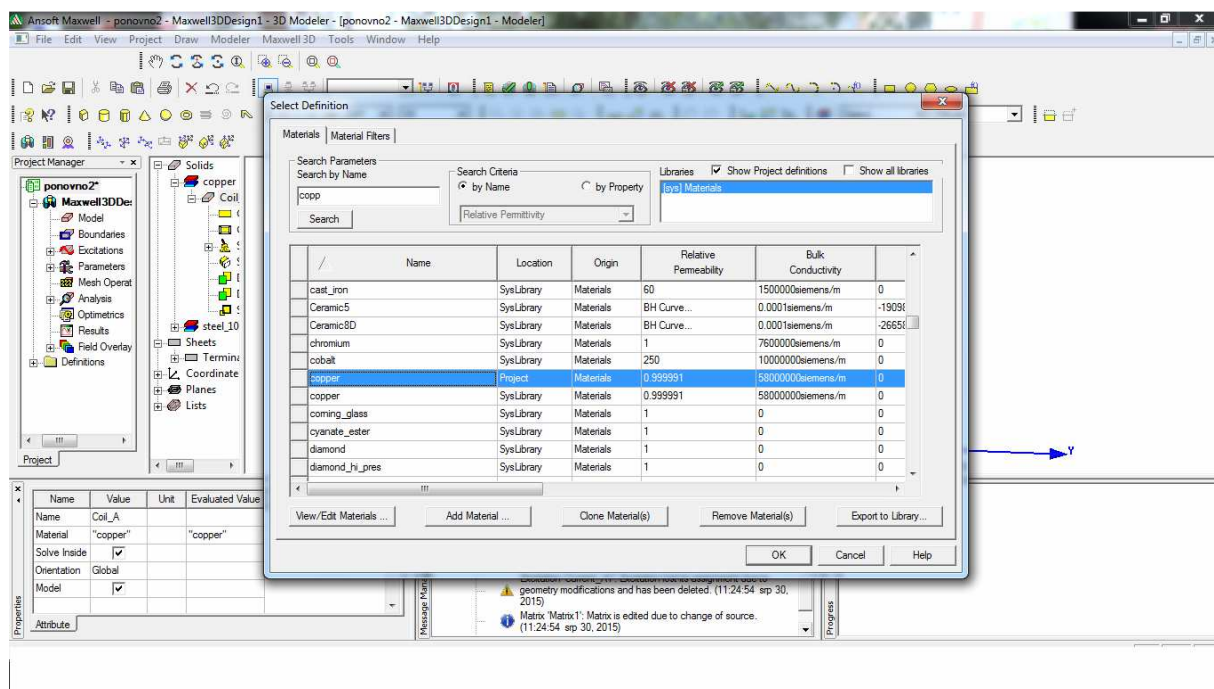 Ansoft Maxwell - ponovno2 - Maxwell3DDesign1 - 3D Modeler - [ponovno2 - Maxwell3DDesign1 - Modeler]
File Edit View Project Draw Modeler Maxwell 3D Tools Window Help
Select Definition
Materials Material Filters
Search Parameters
Search by Name
copp
Search
Search Criteria
by Name by Property
Relative Permittivity
Libraries Show Project definitions Show all libraries
[sys] Materials
/ Name Location Origin Relative Permeability Bulk Conductivity
cast_iron SysLibrary Materials 60 1500000siemens/m 0
Ceramic5 SysLibrary Materials BH Curve... 0.0001siemens/m -1909
Ceramic8D SysLibrary Materials BH Curve... 0.0001siemens/m -2665
chromium SysLibrary Materials 1 7600000siemens/m 0
cobalt SysLibrary Materials 250 10000000siemens/m 0
copper Project Materials 0.999991 58000000siemens/m 0
copper SysLibrary Materials 0.999991 58000000siemens/m 0
corning_glass SysLibrary Materials 1 0 0
cyanate_ester SysLibrary Materials 1 0 0
diamond SysLibrary Materials 1 0 0
diamond_hi_pres SysLibrary Materials 1 0 0
View/Edit Materials ... Add Material ... Clone Material(s) Remove Material(s) Export to Library...
OK Cancel Help
Project Manager
ponovno2*
Maxwell3DDe
Model
Boundaries
Excitations
Parameters
Mesh Operat
Analysis
Optimetrics
Results
Field Overlay
Definitions
Project
Solids
copper
Coil
steel_10
Sheets
Termina
Coordinate
Planes
Lists
Y
Name Value Unit Evaluated Value
Name Coil_A
Material "copper" "copper"
Solve Inside
Orientation Global
Model
Attribute
Properties
Message Mana
geometry modifications and has been deleted. (11:24:54 srp 30,
2015)
Matrix 'Matrix1': Matrix is edited due to change of source.
(11:24:54 srp 30, 2015)
Progress